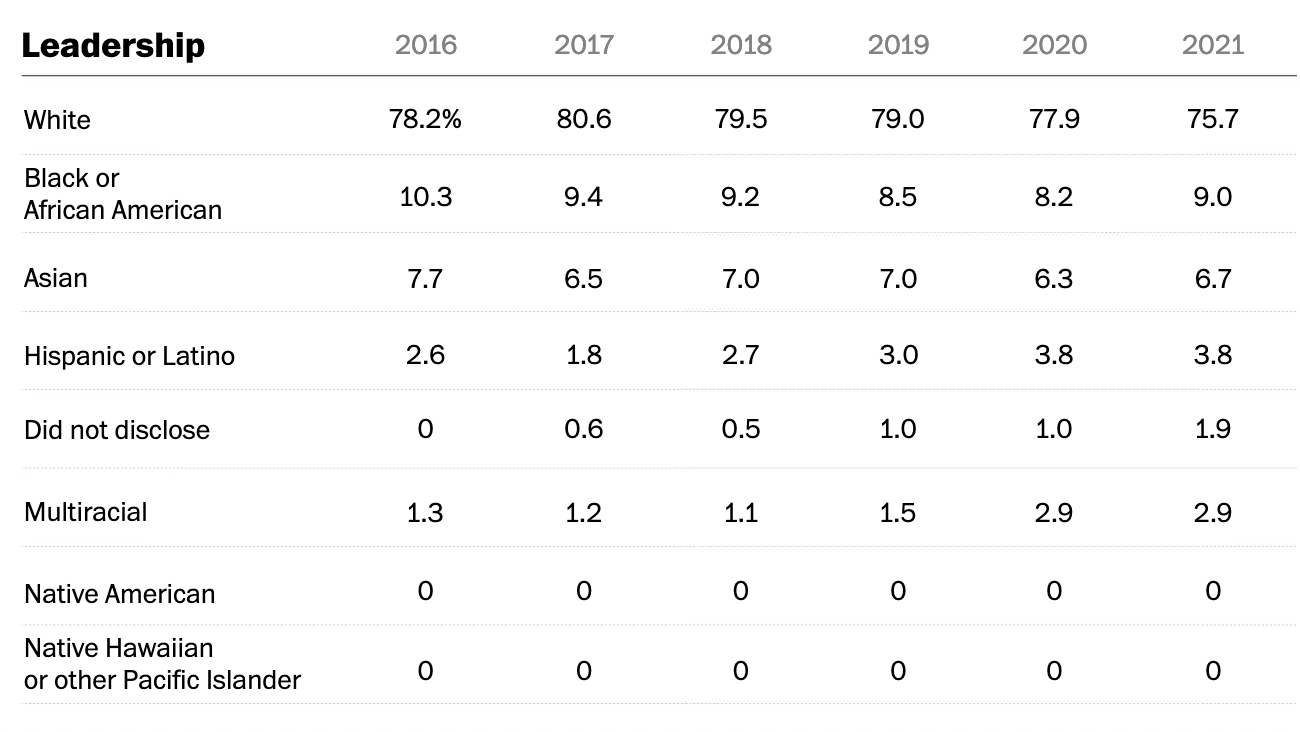 Leadership 2016 2017 2018 2019 2020 2021
White 78.2% 80.6 79.5 79.0 77.9 75.7
Black or
African American 10.3 9.4 9.2 8.5 8.2 9.0
Asian 7.7 6.5 7.0 7.0 6.3 6.7
Hispanic or Latino 2.6 1.8 2.7 3.0 3.8 3.8
Did not disclose 0 0.6 0.5 1.0 1.0 1.9
Multiracial 1.3 1.2 1.1 1.5 2.9 2.9
Native American 0 0 0 0 0 0
Native Hawaiian
or other Pacific Islander 0 0 0 0 0 0